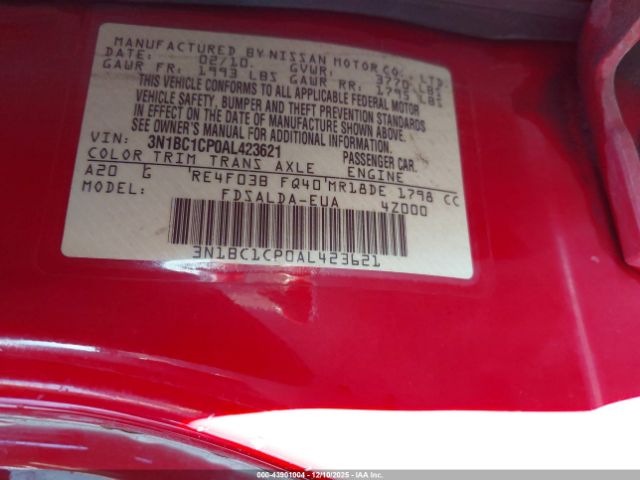 MANUFACTURED BY NISSAN MOTOR CO., LTD.
DATE: 02/10. GVWR: 3770 LBS
GAWR FR: 1993 LBS GAWR RR: 1799 LBS
THIS VEHICLE CONFORMS TO ALL APPLICABLE FEDERAL MOTOR
VEHICLE SAFETY, BUMPER AND THEFT PREVENTION STANDARDS
IN EFFECT ON THE DATE OF MANUFACTURE SHOWN ABOVE.
SEE OWNER'S MANUAL FOR ADDITIONAL INFORMATION.
VIN: 3N1BC1CP0AL423621 PASSENGER CAR.
COLOR TRIM TRANS AXLE ENGINE
A20 G RE4F03B FQ40 MR18DE 1798 CC
MODEL: FDSALDA-EUA 4Z000
3N1BC1CP0AL423621
000-43901004 - 12/10/2025 - IAA Inc.